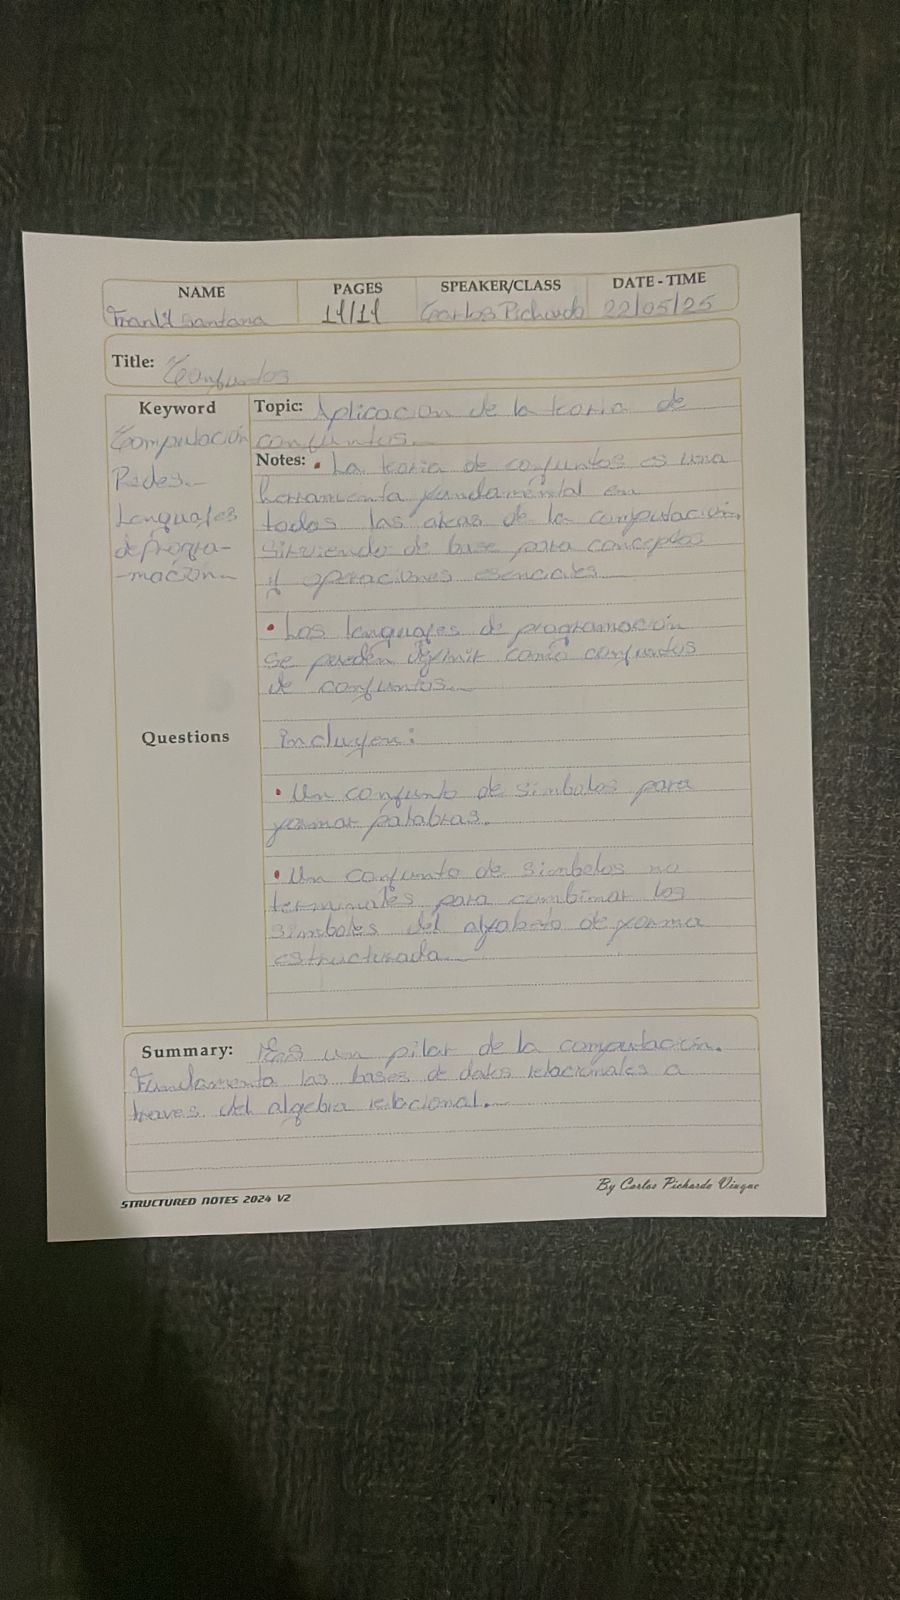 NAME PAGES SPEAKER/CLASS DATE - TIME
Santana 11/11 Carlos Pichardo 22/05/25
Title: Conjuntos
Keyword
Computación
Redes.-
Lenguajes
de progra-
-mación.-
Topic: Aplicacion de la teoria de
conjuntos.-
Notes: • La teoria de conjuntos es una
herramienta fundamental en
todas las areas de la computación.
Sirviendo de base para conceptos
y operaciones esenciales.-
• Los lenguajes de programación
se pueden definir como conjuntos
de conjuntos.-
Questions
Incluyen:
• Un conjunto de simbolos para
formar palabras.
• Un conjunto de simbolos no
terminales para combinar los
simbolos del alfabeto de forma
estructurada.-
Summary: Es un pilar de la computación.
Fundamenta las bases de datos relacionales a
traves del algebra relacional.-
STRUCTURED NOTES 2024 V2
By Carlos Pichardo Viuque